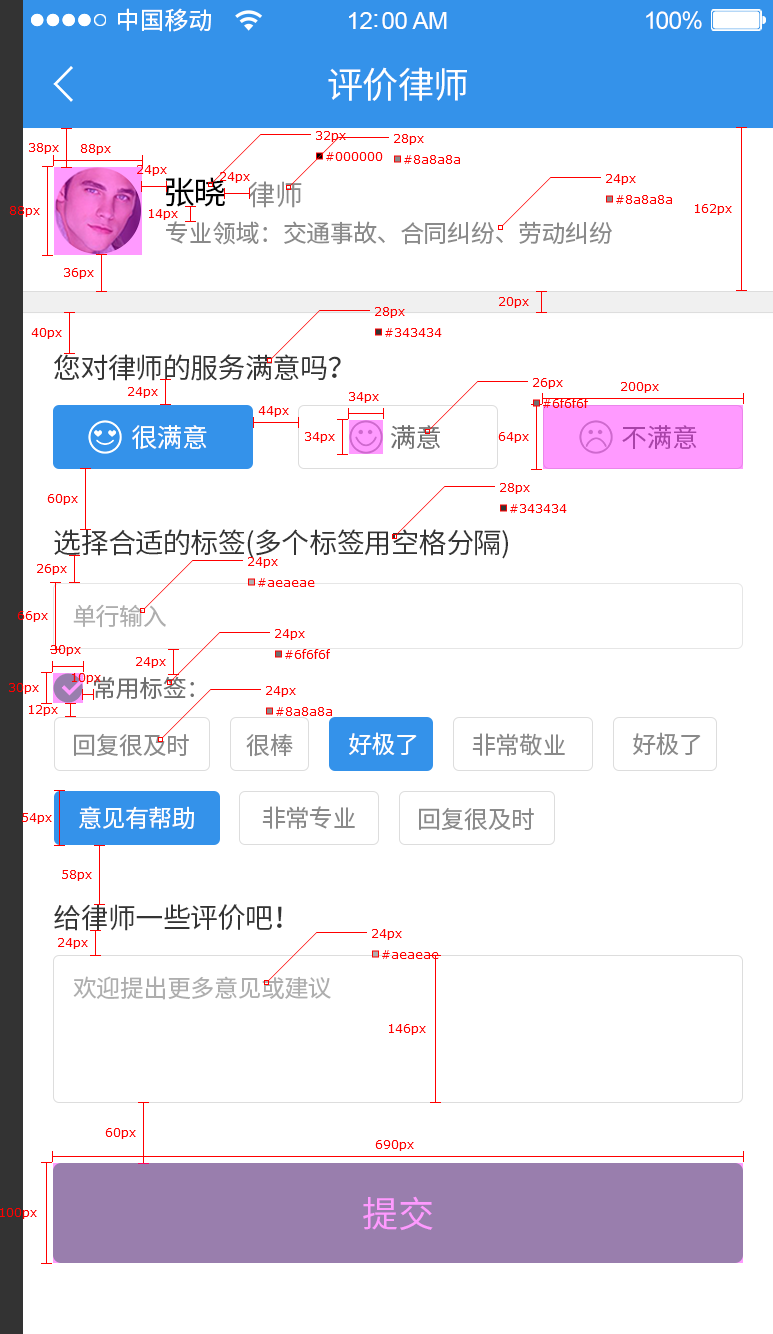 中国移动 12:00 AM 100%
评价律师
38px 88px 32px 28px
#000000 #8a8a8a
24px 24px 24px
张晓 律师 #8a8a8a
88px 14px 162px
专业领域：交通事故、合同纠纷、劳动纠纷
36px
20px
28px
40px #343434
您对律师的服务满意吗？
24px 34px 26px 200px
44px #6f6f6f
很满意 34px 满意 64px 不满意
60px 28px
#343434
选择合适的标签(多个标签用空格分隔)
26px 24px
#aeaeae
66px 单行输入
24px
30px 24px #6f6f6f
30px 10px 常用标签： 24px
12px #8a8a8a
回复很及时 很棒 好极了 非常敬业 好极了
54px 意见有帮助 非常专业 回复很及时
58px
给律师一些评价吧！
24px 24px
#aeaeae
欢迎提出更多意见或建议
146px
60px 690px
100px 提交